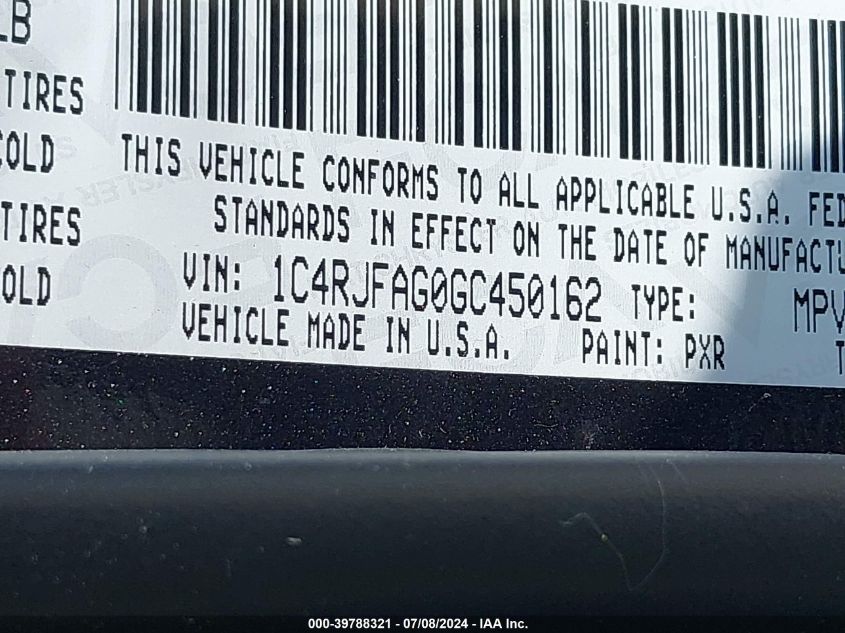 LB
TIRES
COLD
THIS VEHICLE CONFORMS TO ALL APPLICABLE U.S.A. FED
TIRES
STANDARDS IN EFFECT ON THE DATE OF MANUFACTU
OLD
VIN: 1C4RJFAG0GC450162 TYPE: MPV
VEHICLE MADE IN U.S.A. PAINT: PXR T
000-39788321 - 07/08/2024 - IAA Inc.